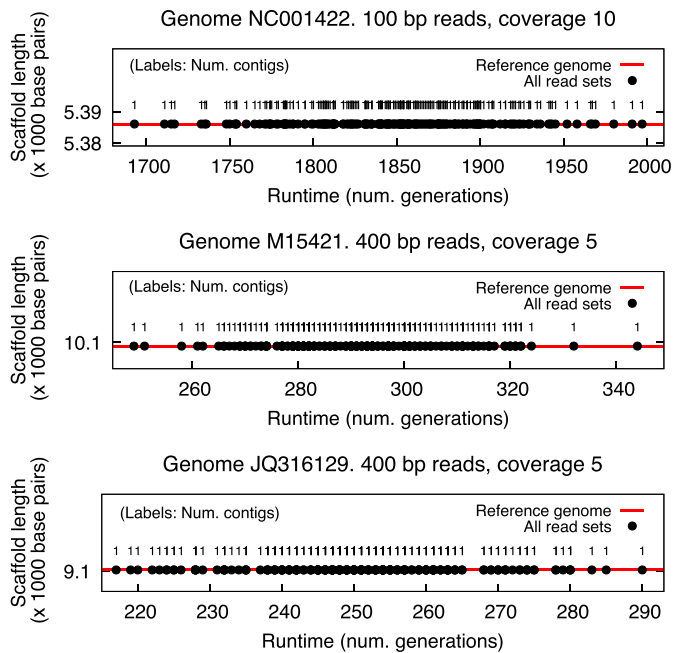 Genome NC001422. 100 bp reads, coverage 10
Scaffold length
(x 1000 base pairs)
(Labels: Num. contigs)
Reference genome
All read sets
5.39
5.38
1700 1750 1800 1850 1900 1950 2000
Runtime (num. generations)
Genome M15421. 400 bp reads, coverage 5
Scaffold length
(x 1000 base pairs)
(Labels: Num. contigs)
Reference genome
All read sets
10.1
260 280 300 320 340
Runtime (num. generations)
Genome JQ316129. 400 bp reads, coverage 5
Scaffold length
(x 1000 base pairs)
(Labels: Num. contigs)
Reference genome
All read sets
9.1
220 230 240 250 260 270 280 290
Runtime (num. generations)